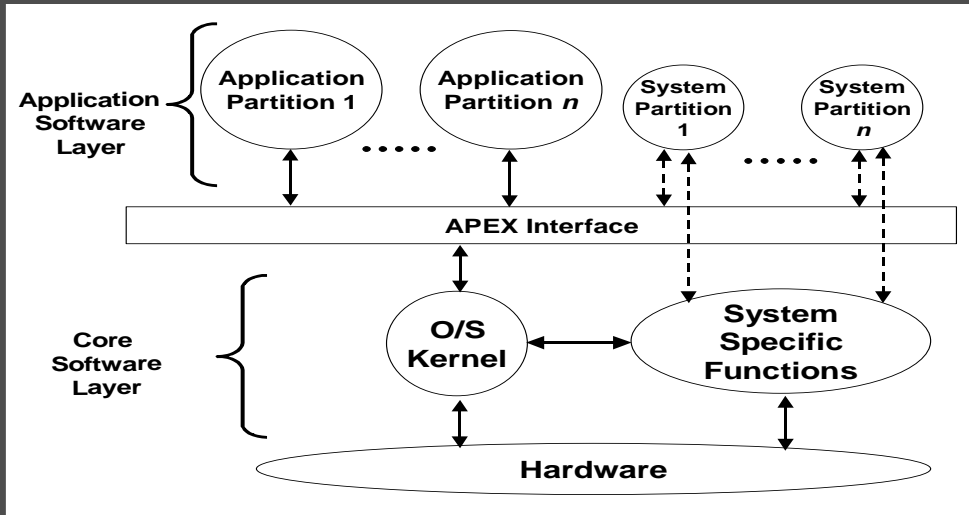 Application
Software
Layer
Application
Partition 1
Application
Partition n
System
Partition
1
System
Partition
n
APEX Interface
Core
Software
Layer
O/S
Kernel
System
Specific
Functions
Hardware